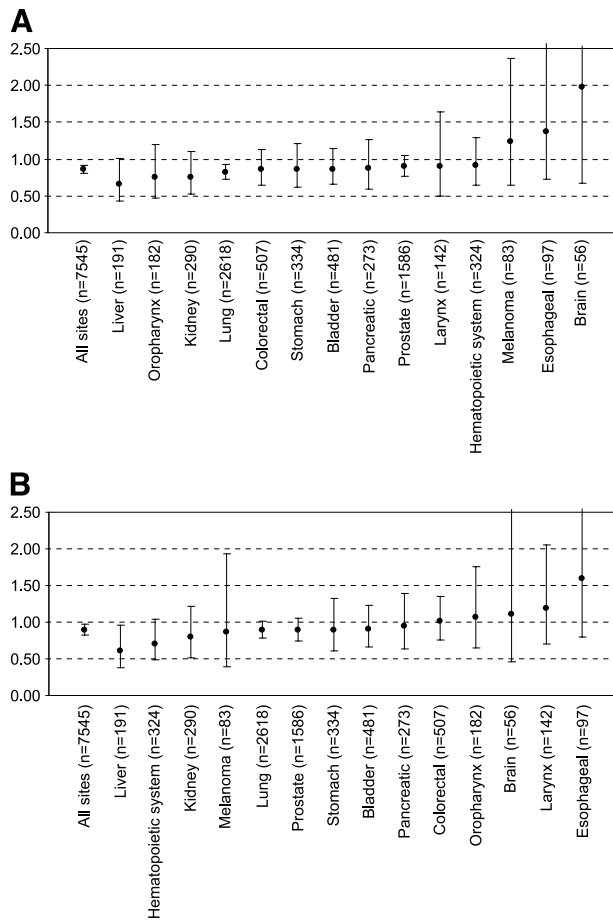 A
2.50
2.00
1.50
1.00
0.50
0.00
All sites (n=7545)
Liver (n=191)
Oropharynx (n=182)
Kidney (n=290)
Lung (n=2618)
Colorectal (n=507)
Stomach (n=334)
Bladder (n=481)
Pancreatic (n=273)
Prostate (n=1586)
Larynx (n=142)
Hematopoietic system (n=324)
Melanoma (n=83)
Esophageal (n=97)
Brain (n=56)
B
2.50
2.00
1.50
1.00
0.50
0.00
All sites (n=7545)
Liver (n=191)
Hematopoietic system (n=324)
Kidney (n=290)
Melanoma (n=83)
Lung (n=2618)
Prostate (n=1586)
Stomach (n=334)
Bladder (n=481)
Pancreatic (n=273)
Colorectal (n=507)
Oropharynx (n=182)
Brain (n=56)
Larynx (n=142)
Esophageal (n=97)